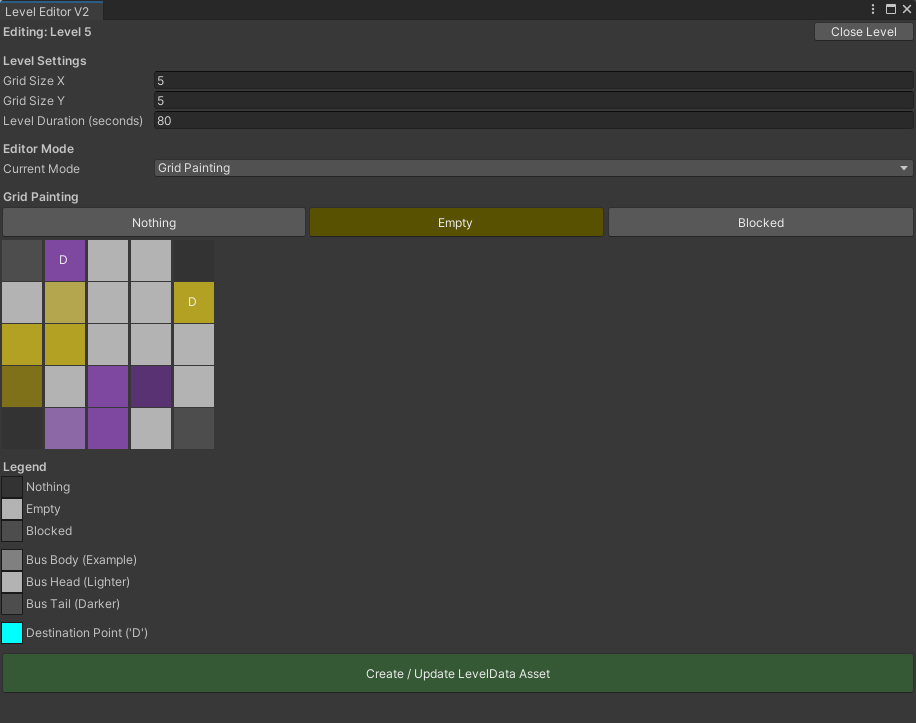 Level Editor V2
Editing: Level 5
Close Level
Level Settings
Grid Size X 5
Grid Size Y 5
Level Duration (seconds) 80
Editor Mode
Current Mode Grid Painting
Grid Painting
Nothing Empty Blocked
D
D
Legend
Nothing
Empty
Blocked
Bus Body (Example)
Bus Head (Lighter)
Bus Tail (Darker)
Destination Point ('D')
Create / Update LevelData Asset